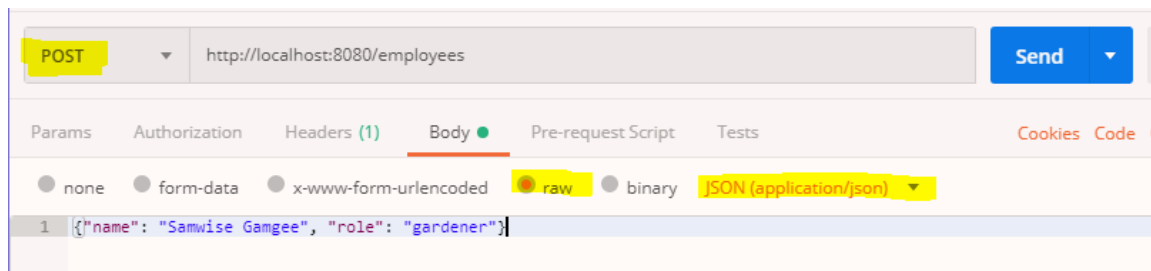 POST http://localhost:8080/employees Send
Params Authorization Headers (1) Body Pre-request Script Tests Cookies Code
none form-data x-www-form-urlencoded raw binary JSON (application/json)
1 {"name": "Samwise Gamgee", "role": "gardener"}